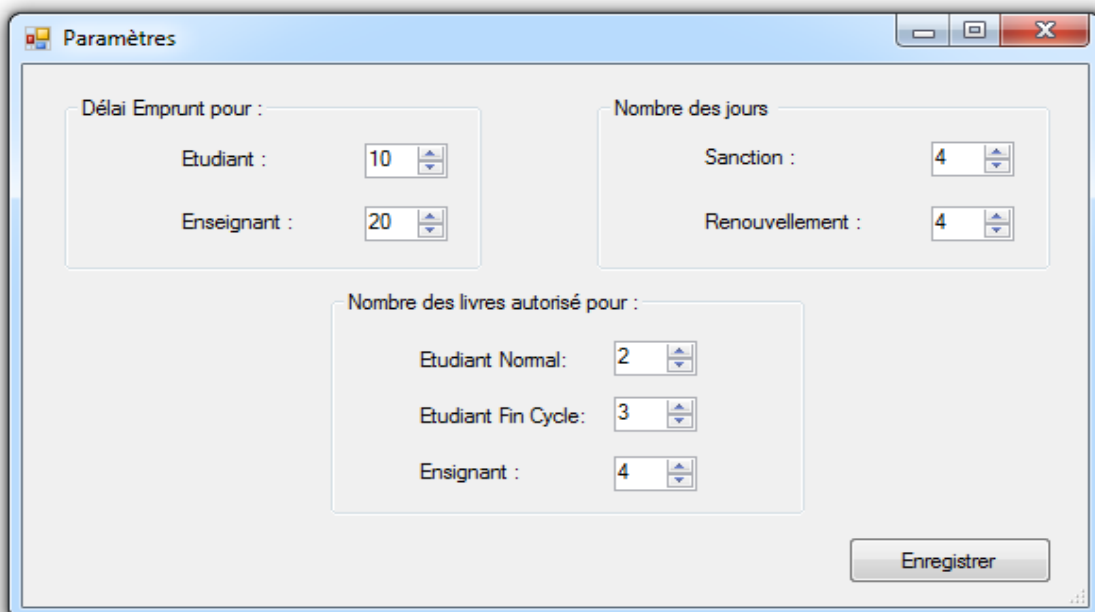 Paramètres
Délai Emprunt pour :
Etudiant : 10
Enseignant : 20
Nombre des jours
Sanction : 4
Renouvellement : 4
Nombre des livres autorisé pour :
Etudiant Normal: 2
Etudiant Fin Cycle: 3
Ensignant : 4
Enregistrer